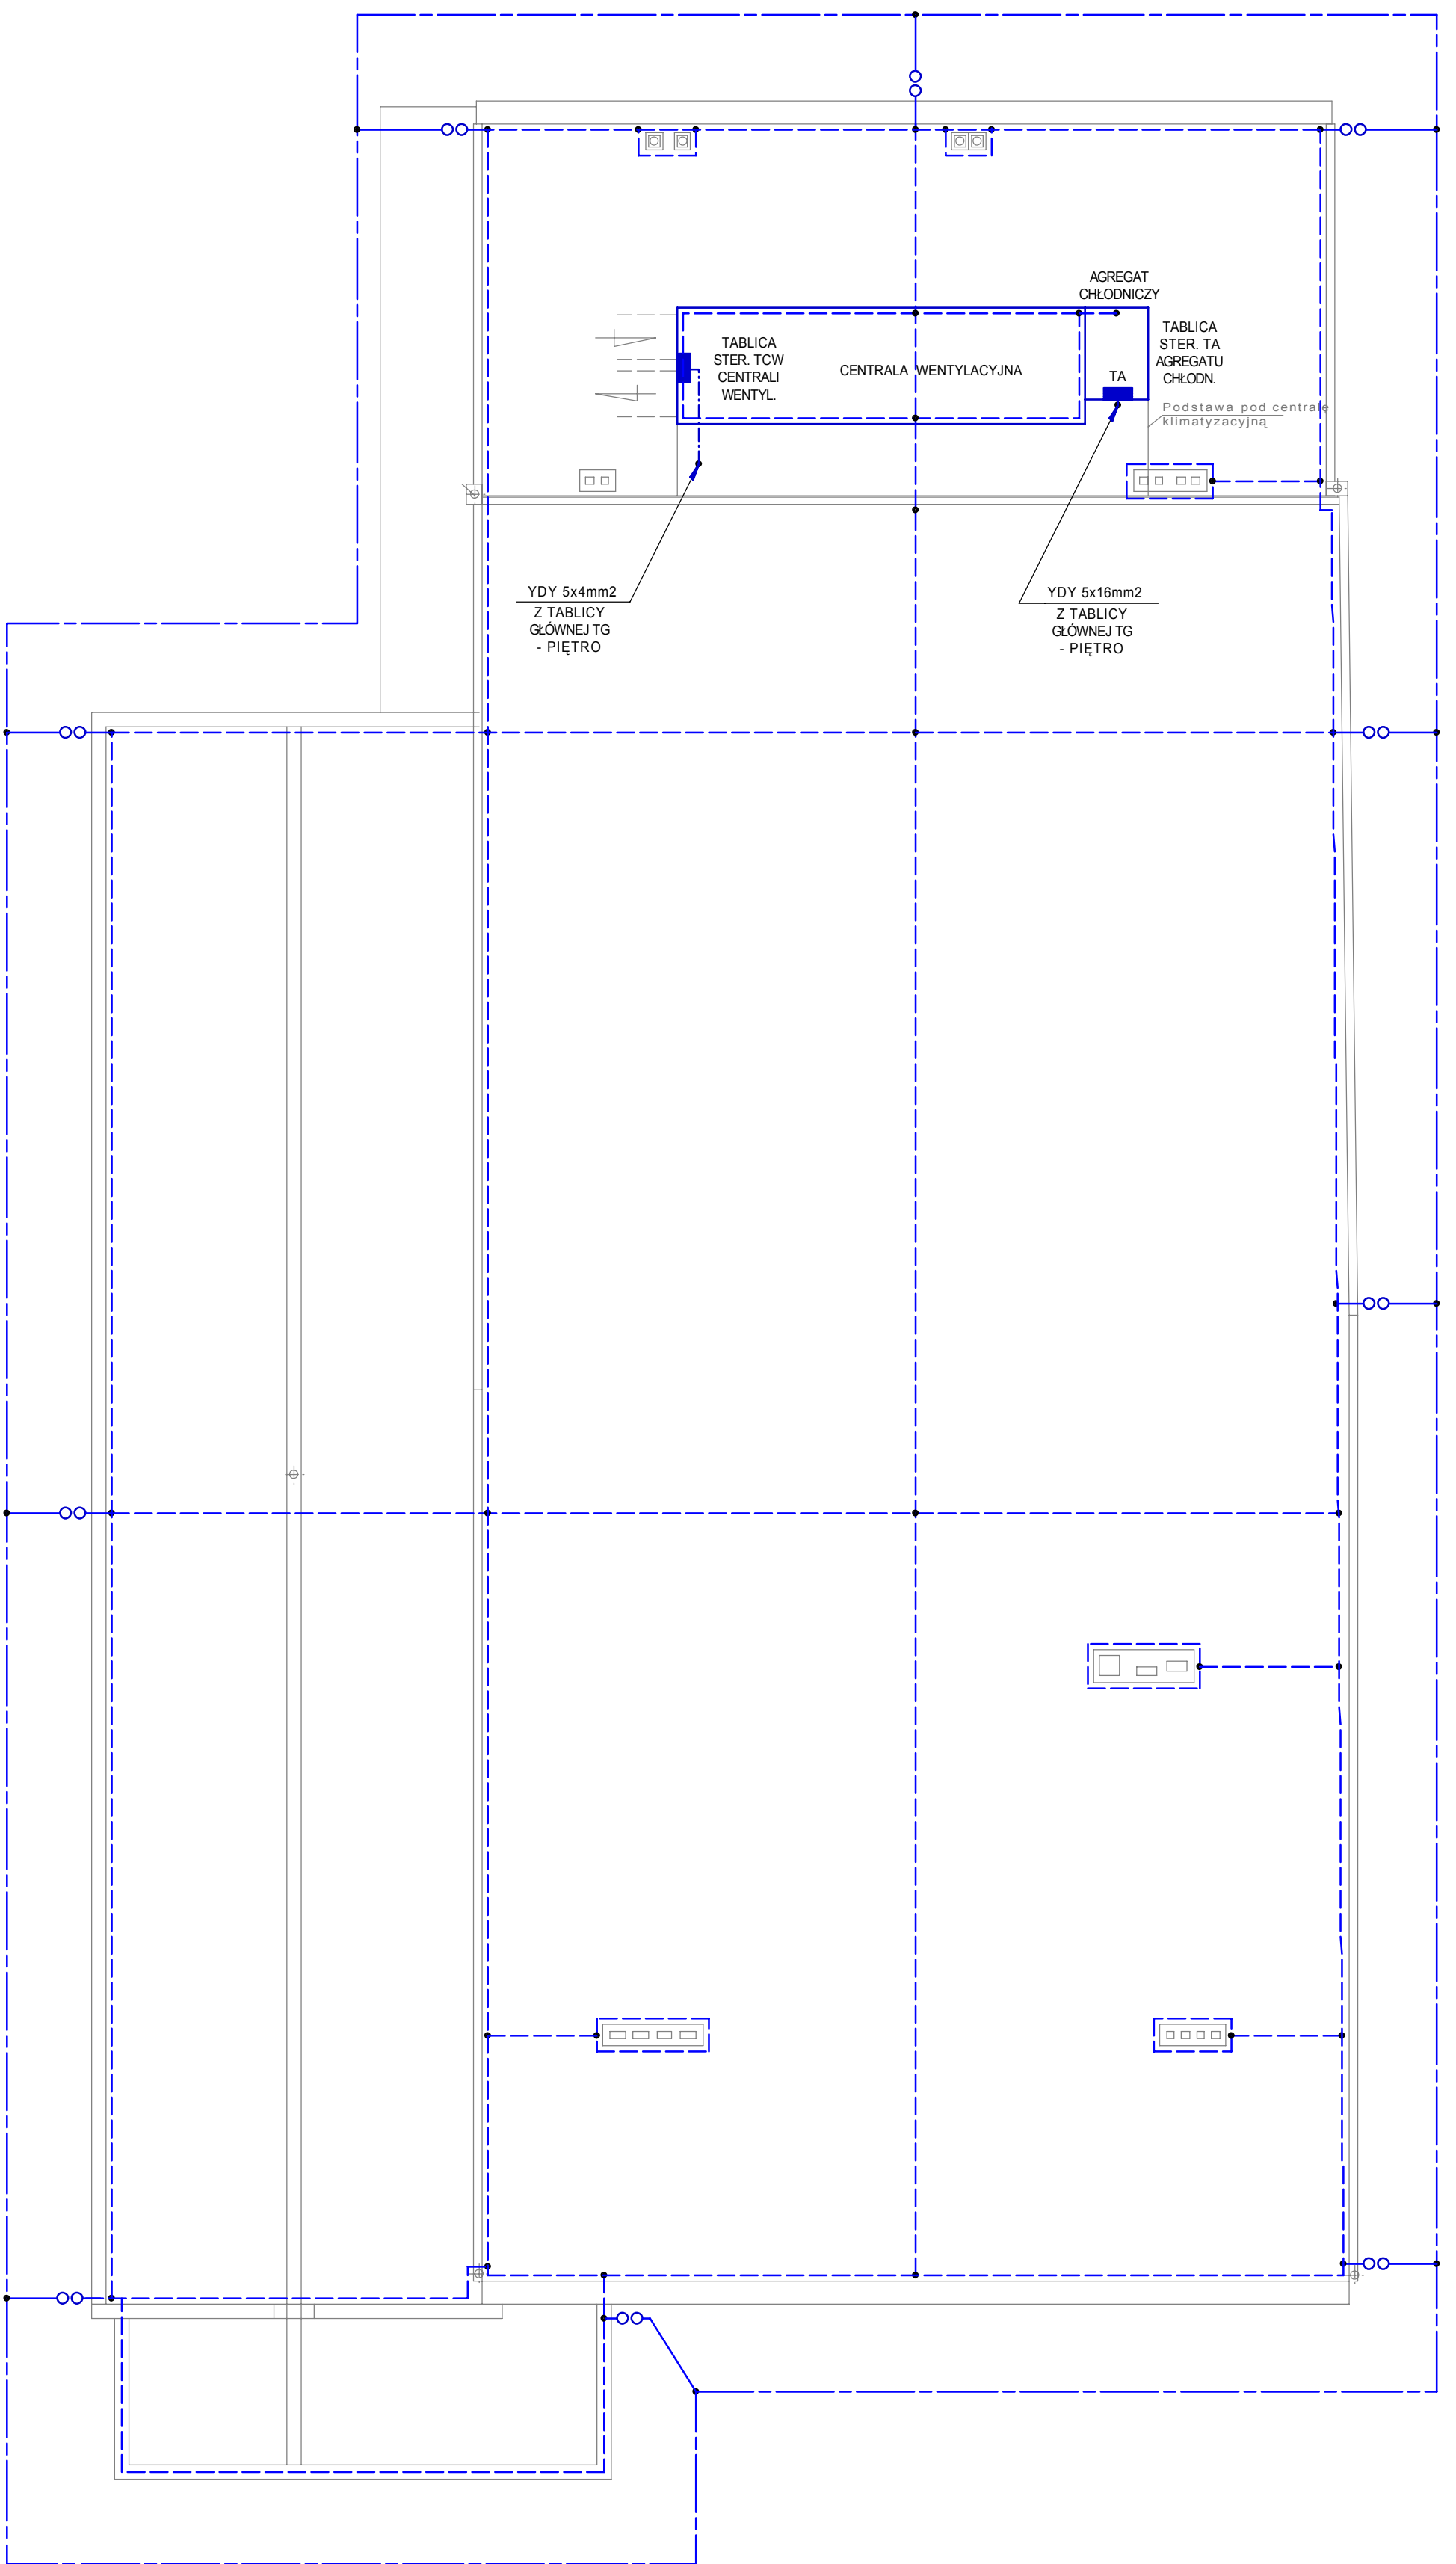 AGREGAT
CHŁODNICZY
TABLICA
STER. TCW
CENTRALI
WENTYL.
CENTRALA WENTYLACYJNA
TABLICA
STER. TA
AGREGATU
CHŁODN.
TA
Podstawa pod centralę
klimatyzacyjną
YDY 5x4mm2
Z TABLICY
GŁÓWNEJ TG
- PIĘTRO
YDY 5x16mm2
Z TABLICY
GŁÓWNEJ TG
- PIĘTRO